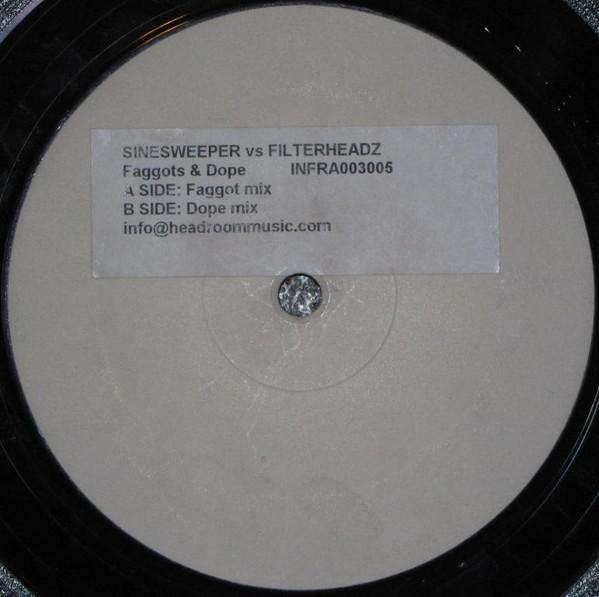 SINESWEEPER vs FILTERHEADZ
Faggots & Dope INFRA003005
A SIDE: Faggot mix
B SIDE: Dope mix
info@headroommusic.com